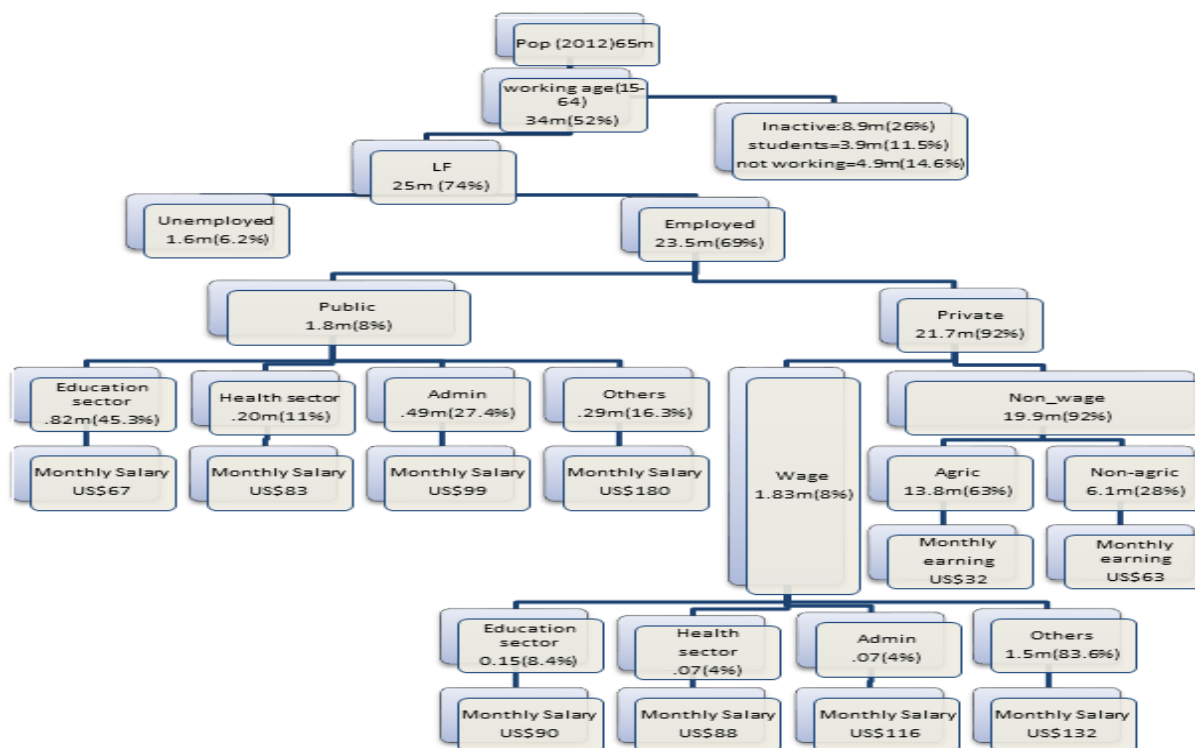 Pop (2012)65m
working age(15-
64)
34m(52%)
Inactive:8.9m(26%)
students=3.9m(11.5%)
not working=4.9m(14.6%)
LF
25m (74%)
Unemployed
1.6m(6.2%)
Employed
23.5m(69%)
Public
1.8m(8%)
Private
21.7m(92%)
Education
sector
.82m(45.3%)
Health sector
.20m(11%)
Admin
.49m(27.4%)
Others
.29m(16.3%)
Monthly Salary
US$67
Monthly Salary
US$83
Monthly Salary
US$99
Monthly Salary
US$180
Wage
1.83m(8%)
Non_wage
19.9m(92%)
Agric
13.8m(63%)
Non-agric
6.1m(28%)
Monthly
earning
US$32
Monthly
earning
US$63
Education
sector
0.15(8.4%)
Health
sector
.07(4%)
Admin
.07(4%)
Others
1.5m(83.6%)
Monthly Salary
US$90
Monthly Salary
US$88
Monthly Salary
US$116
Monthly Salary
US$132